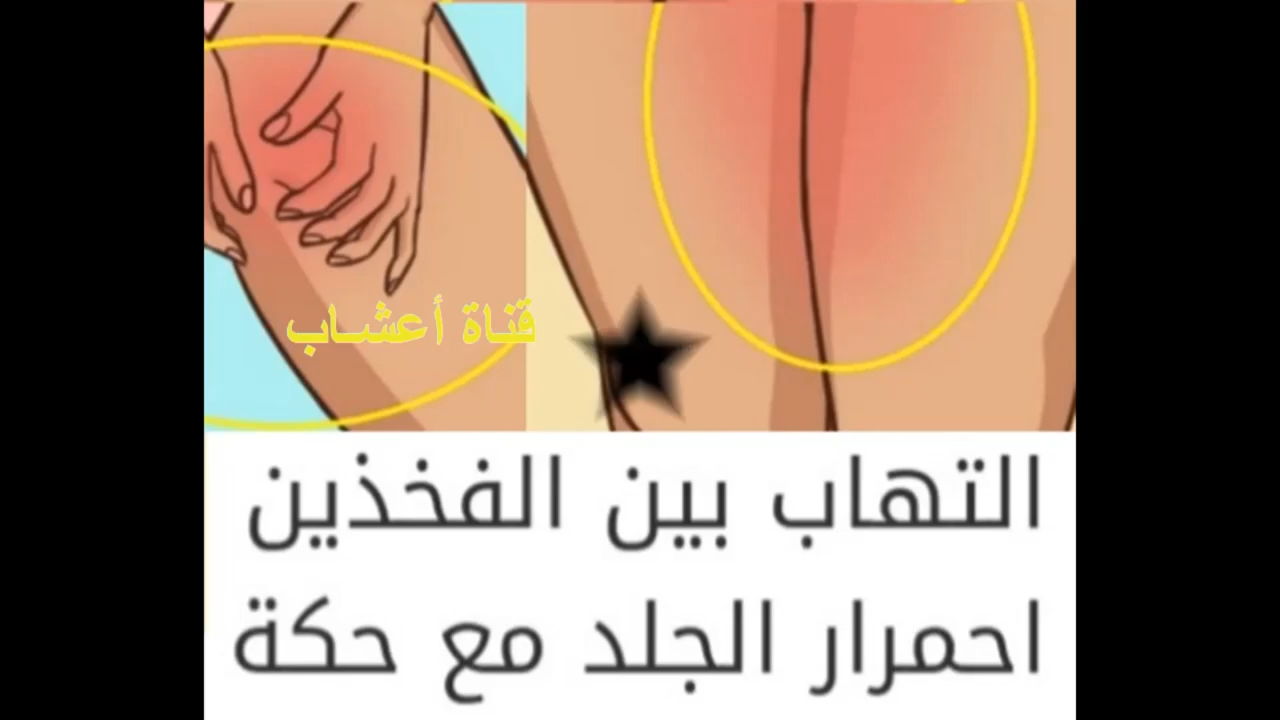 قناة أعشاب
التهاب بين الفخذين
احمرار الجلد مع حكة